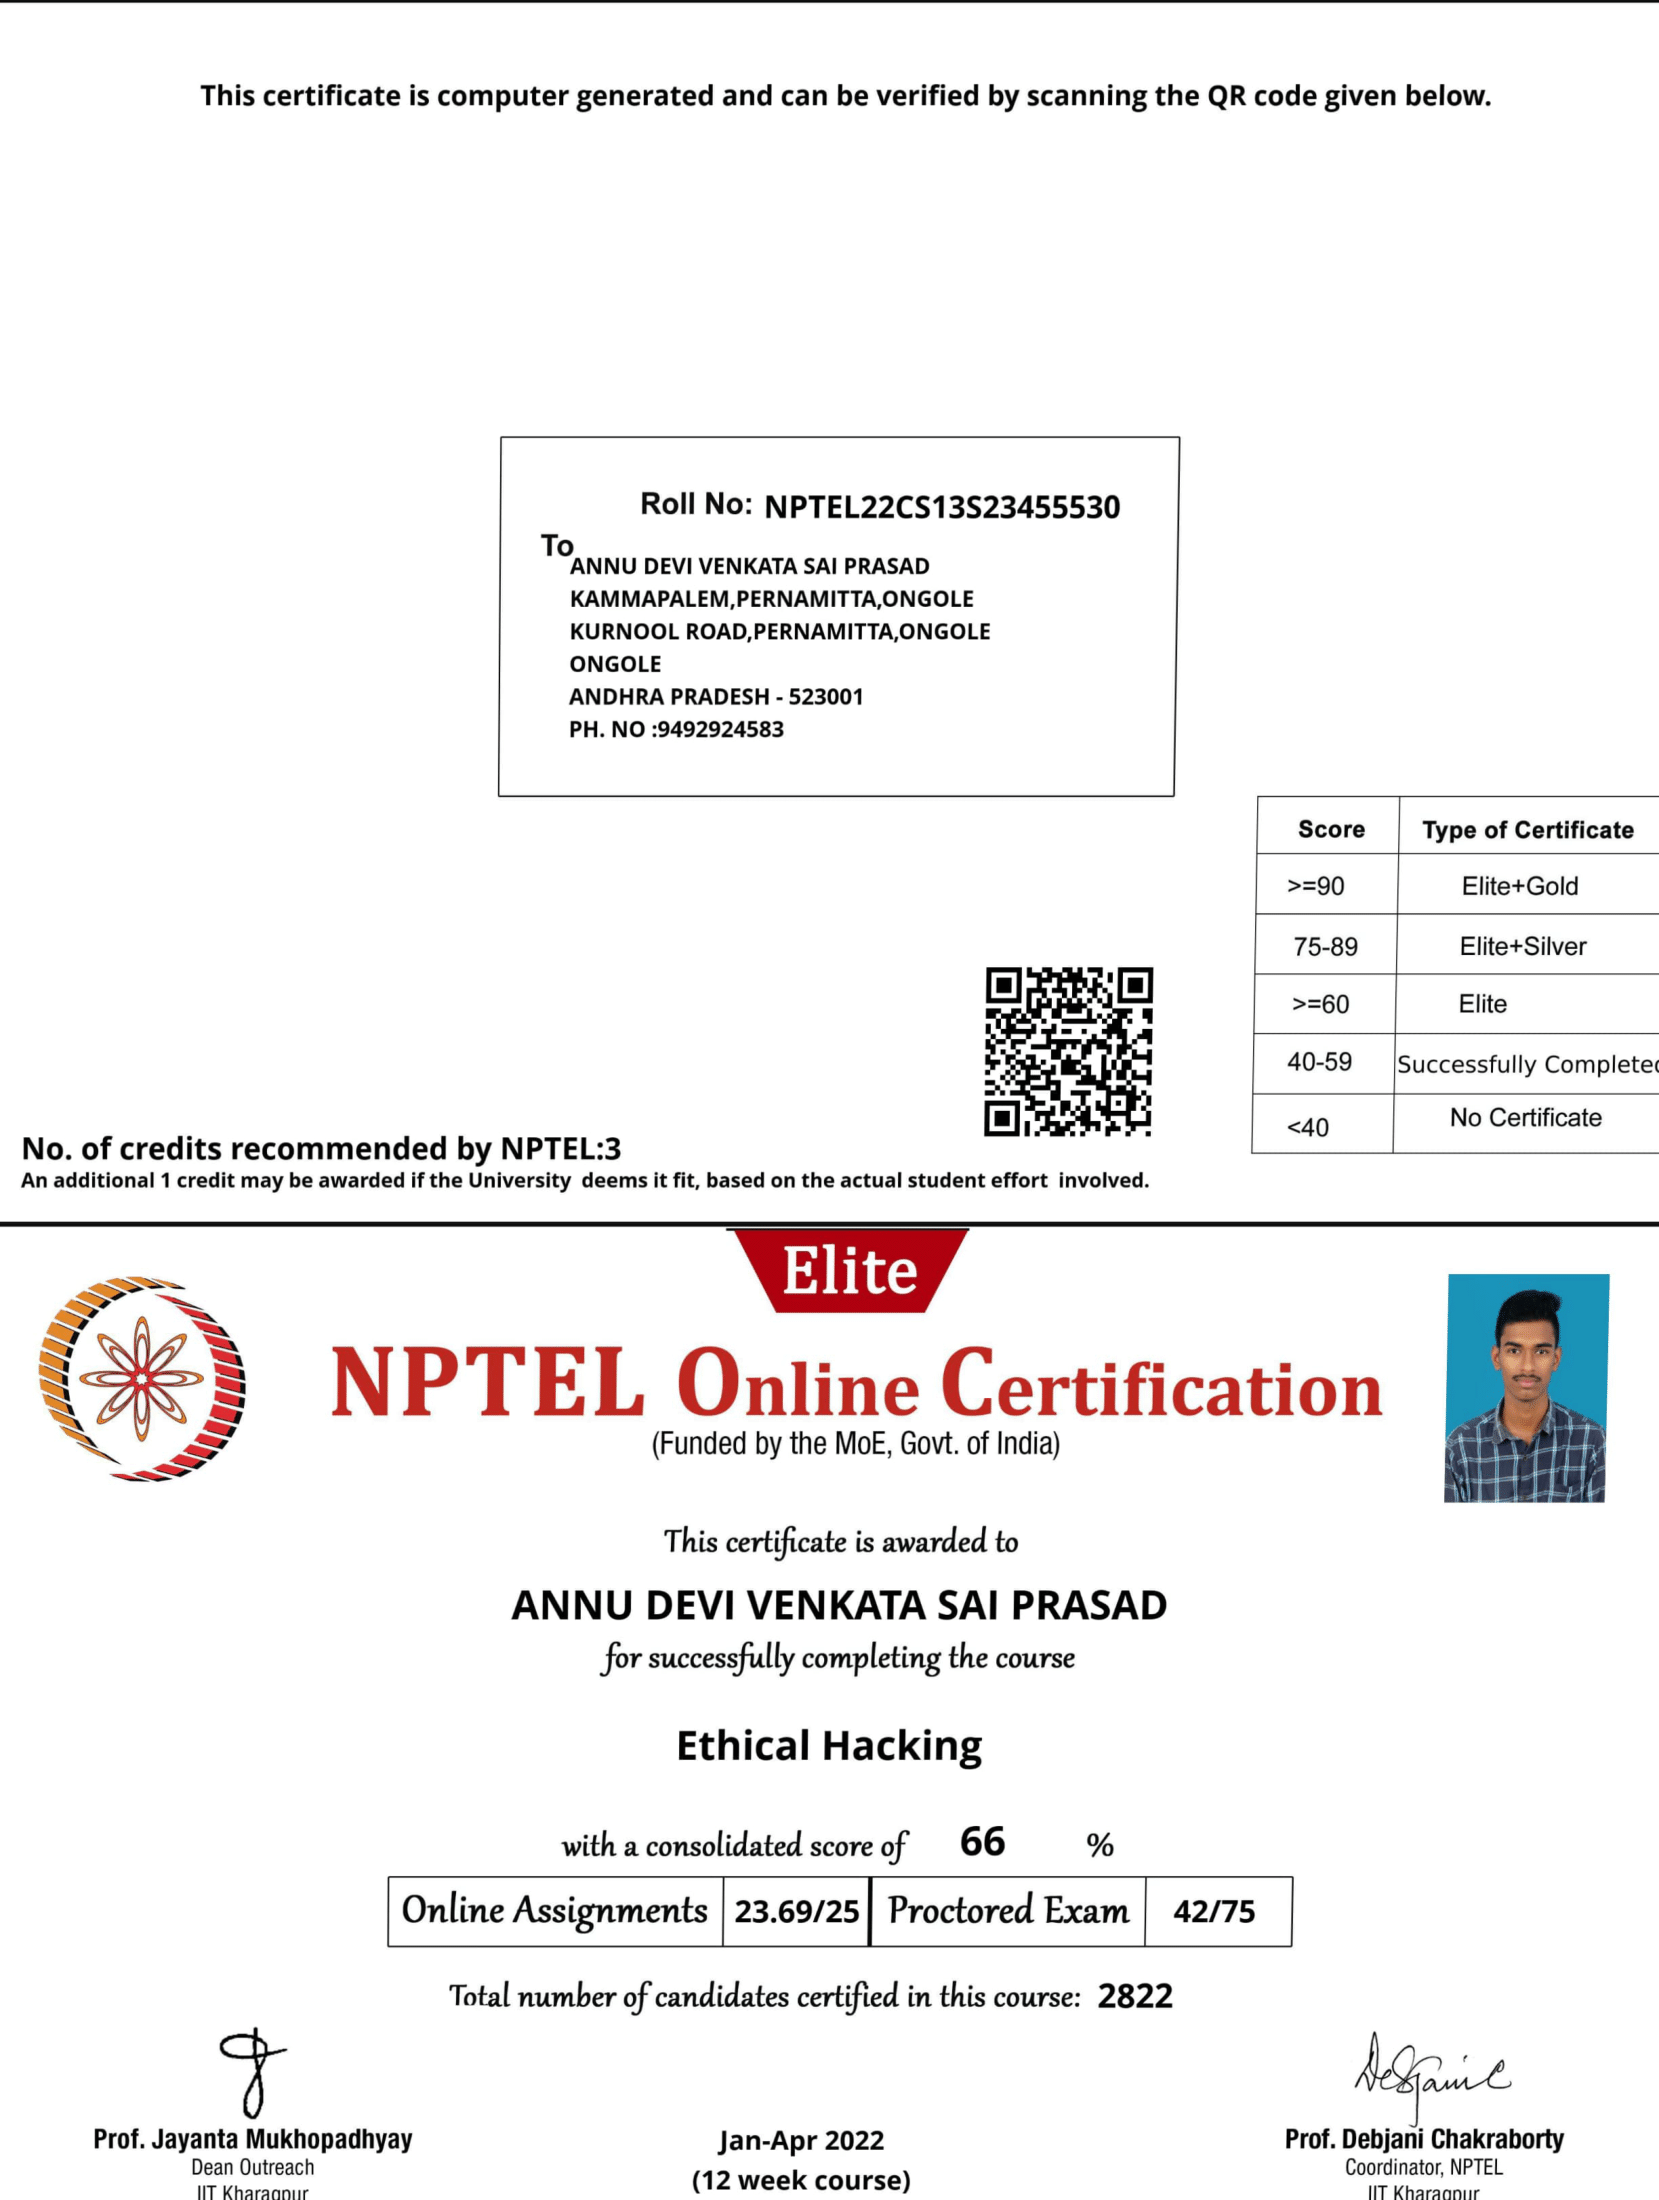 This certificate is computer generated and can be verified by scanning the QR code given below.
Roll No: NPTEL22CS13S23455530
To
ANNU DEVI VENKATA SAI PRASAD
KAMMAPALEM,PERNAMITTA,ONGOLE
KURNOOL ROAD,PERNAMITTA,ONGOLE
ONGOLE
ANDHRA PRADESH - 523001
PH. NO :9492924583
Score Type of Certificate
>=90 Elite+Gold
75-89 Elite+Silver
>=60 Elite
40-59 Successfully Completed
<40 No Certificate
No. of credits recommended by NPTEL:3
An additional 1 credit may be awarded if the University deems it fit, based on the actual student effort involved.
Elite
NPTEL Online Certification
(Funded by the MoE, Govt. of India)
This certificate is awarded to
ANNU DEVI VENKATA SAI PRASAD
for successfully completing the course
Ethical Hacking
with a consolidated score of 66 %
Online Assignments 23.69/25 Proctored Exam 42/75
Total number of candidates certified in this course: 2822
Prof. Jayanta Mukhopadhyay
Dean Outreach
IIT Kharagpur
Jan-Apr 2022
(12 week course)
Debjani C
Prof. Debjani Chakraborty
Coordinator, NPTEL
IIT Kharagpur